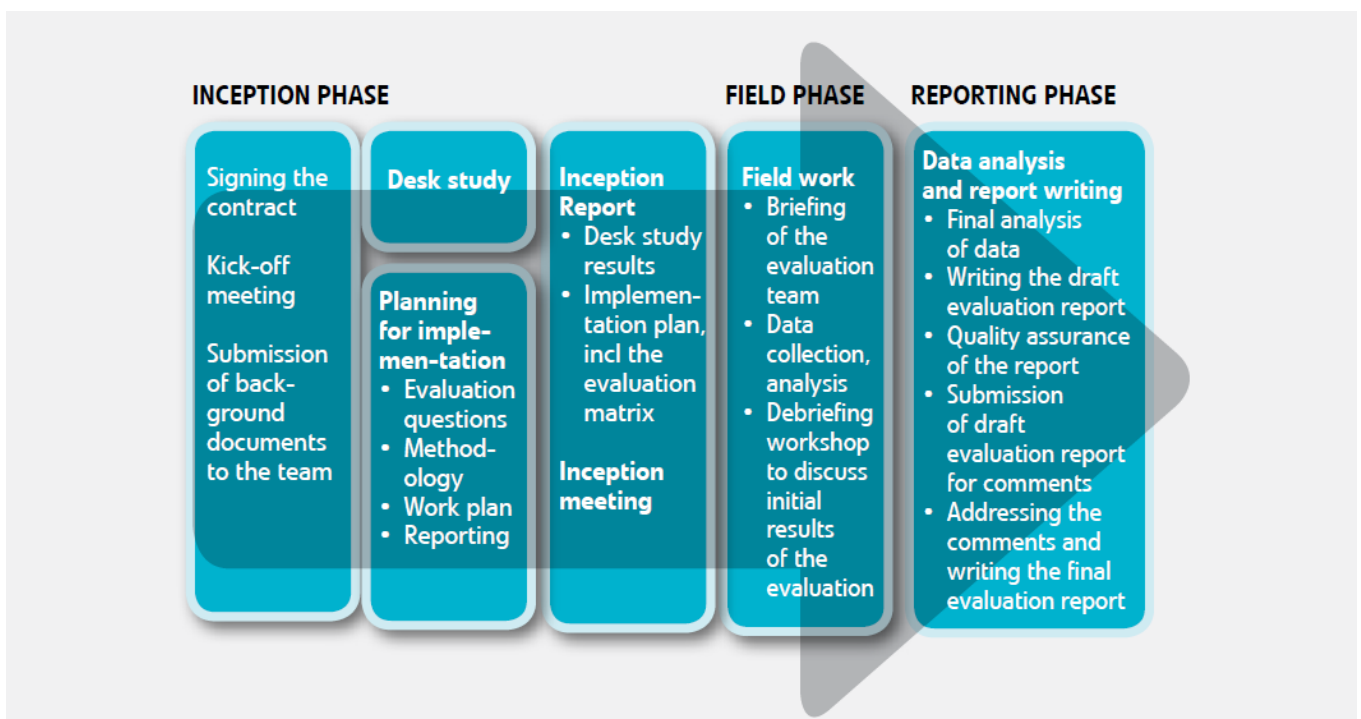 INCEPTION PHASE
Signing the
contract
Kick-off
meeting
Submission
of back-
ground
documents
to the team
Desk study
Planning
for imple-
men-tation
• Evaluation
questions
• Method-
ology
• Work plan
• Reporting
Inception
Report
• Desk study
results
• Implemen-
tation plan,
incl the
evaluation
matrix
Inception
meeting
FIELD PHASE
Field work
• Briefing
of the
evaluation
team
• Data
collection,
analysis
• Debriefing
workshop
to discuss
initial
results
of the
evaluation
REPORTING PHASE
Data analysis
and report writing
• Final analysis
of data
• Writing the draft
evaluation report
• Quality assurance
of the report
• Submission
of draft
evaluation report
for comments
• Addressing the
comments and
writing the final
evaluation report